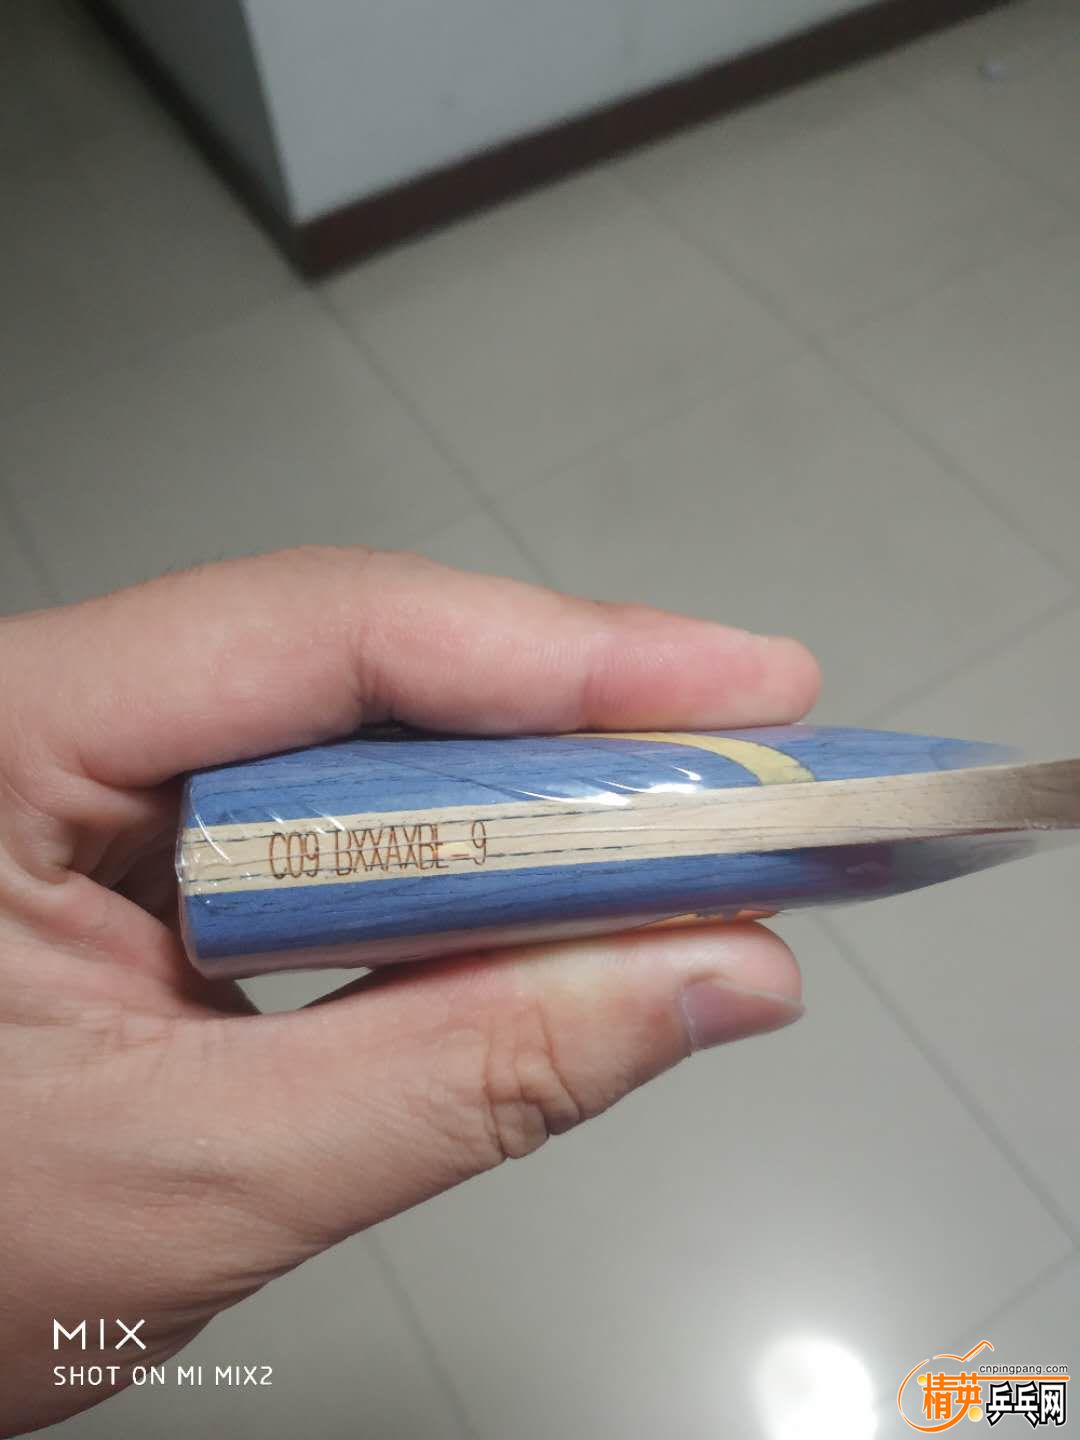 C09 BXXAXBE-9
MIX
SHOT ON MI MIX2
cnpingpang.com
精英乒乓网